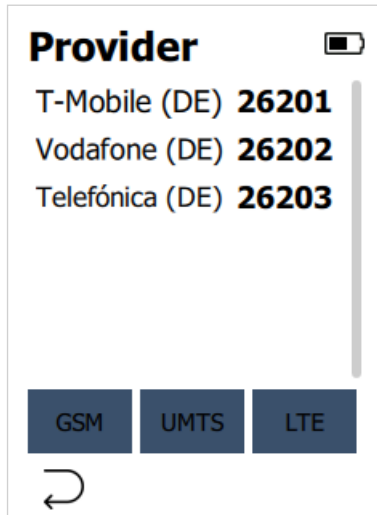 Provider
T-Mobile (DE) 26201
Vodafone (DE) 26202
Telefónica (DE) 26203
GSM UMTS LTE